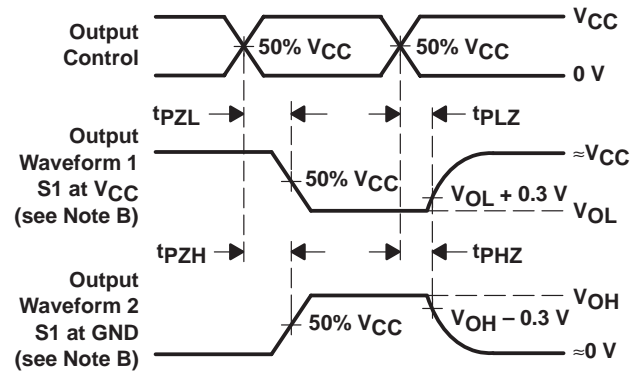 VCC
Output
Control
50% VCC
50% VCC
0 V
tPZL
tPLZ
Output
Waveform 1
S1 at VCC
(see Note B)
≈VCC
50% VCC
VOL + 0.3 V
VOL
tPZH
tPHZ
Output
Waveform 2
S1 at GND
(see Note B)
VOH
50% VCC
VOH – 0.3 V
≈0 V